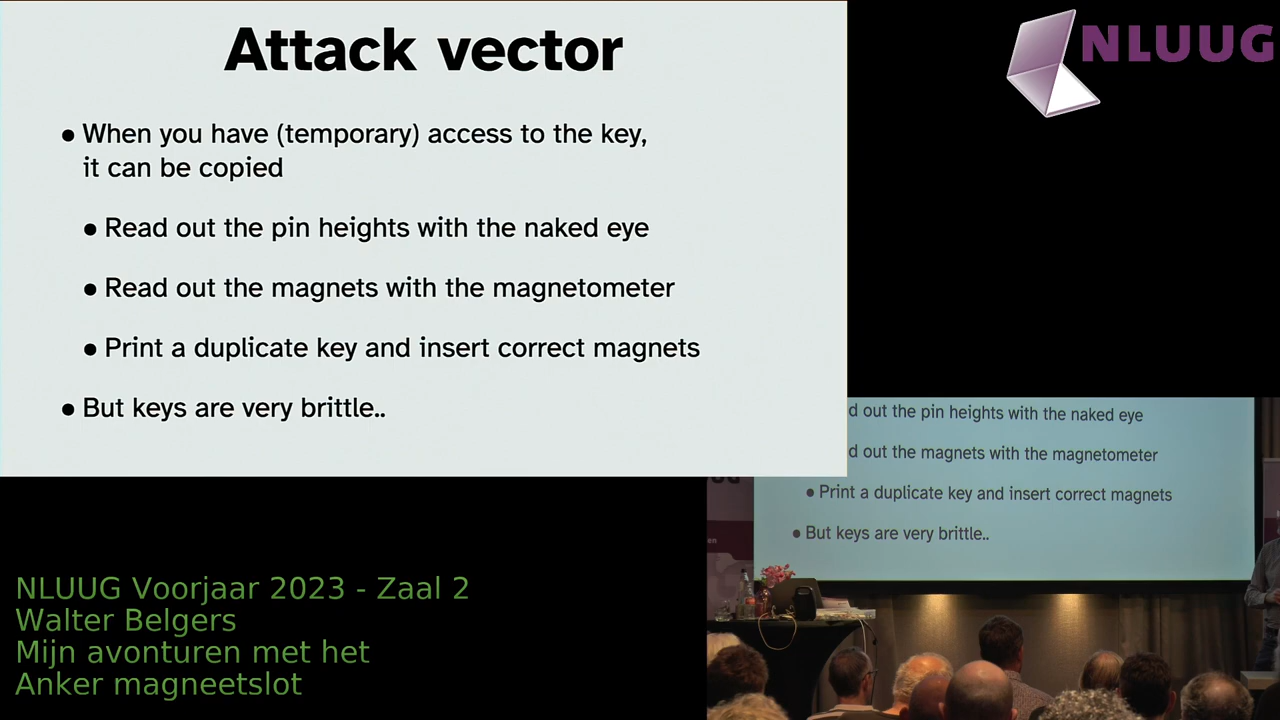 Attack vector
• When you have (temporary) access to the key,
it can be copied
• Read out the pin heights with the naked eye
• Read out the magnets with the magnetometer
• Print a duplicate key and insert correct magnets
• But keys are very brittle..
NLUUG
d out the pin heights with the naked eye
d out the magnets with the magnetometer
• Print a duplicate key and insert correct magnets
• But keys are very brittle..
NLUUG Voorjaar 2023 - Zaal 2
Walter Belgers
Mijn avonturen met het
Anker magneetslot